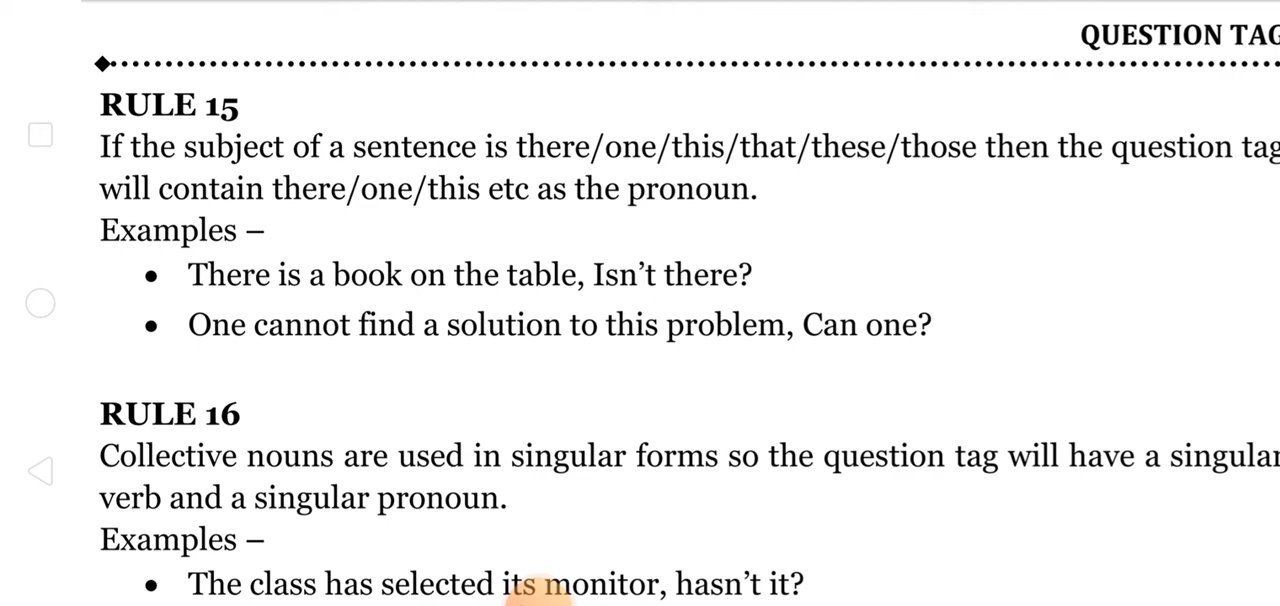 QUESTION TAG
RULE 15
If the subject of a sentence is there/one/this/that/these/those then the question tag
will contain there/one/this etc as the pronoun.
Examples –
• There is a book on the table, Isn't there?
• One cannot find a solution to this problem, Can one?
RULE 16
Collective nouns are used in singular forms so the question tag will have a singular
verb and a singular pronoun.
Examples –
• The class has selected its monitor, hasn't it?